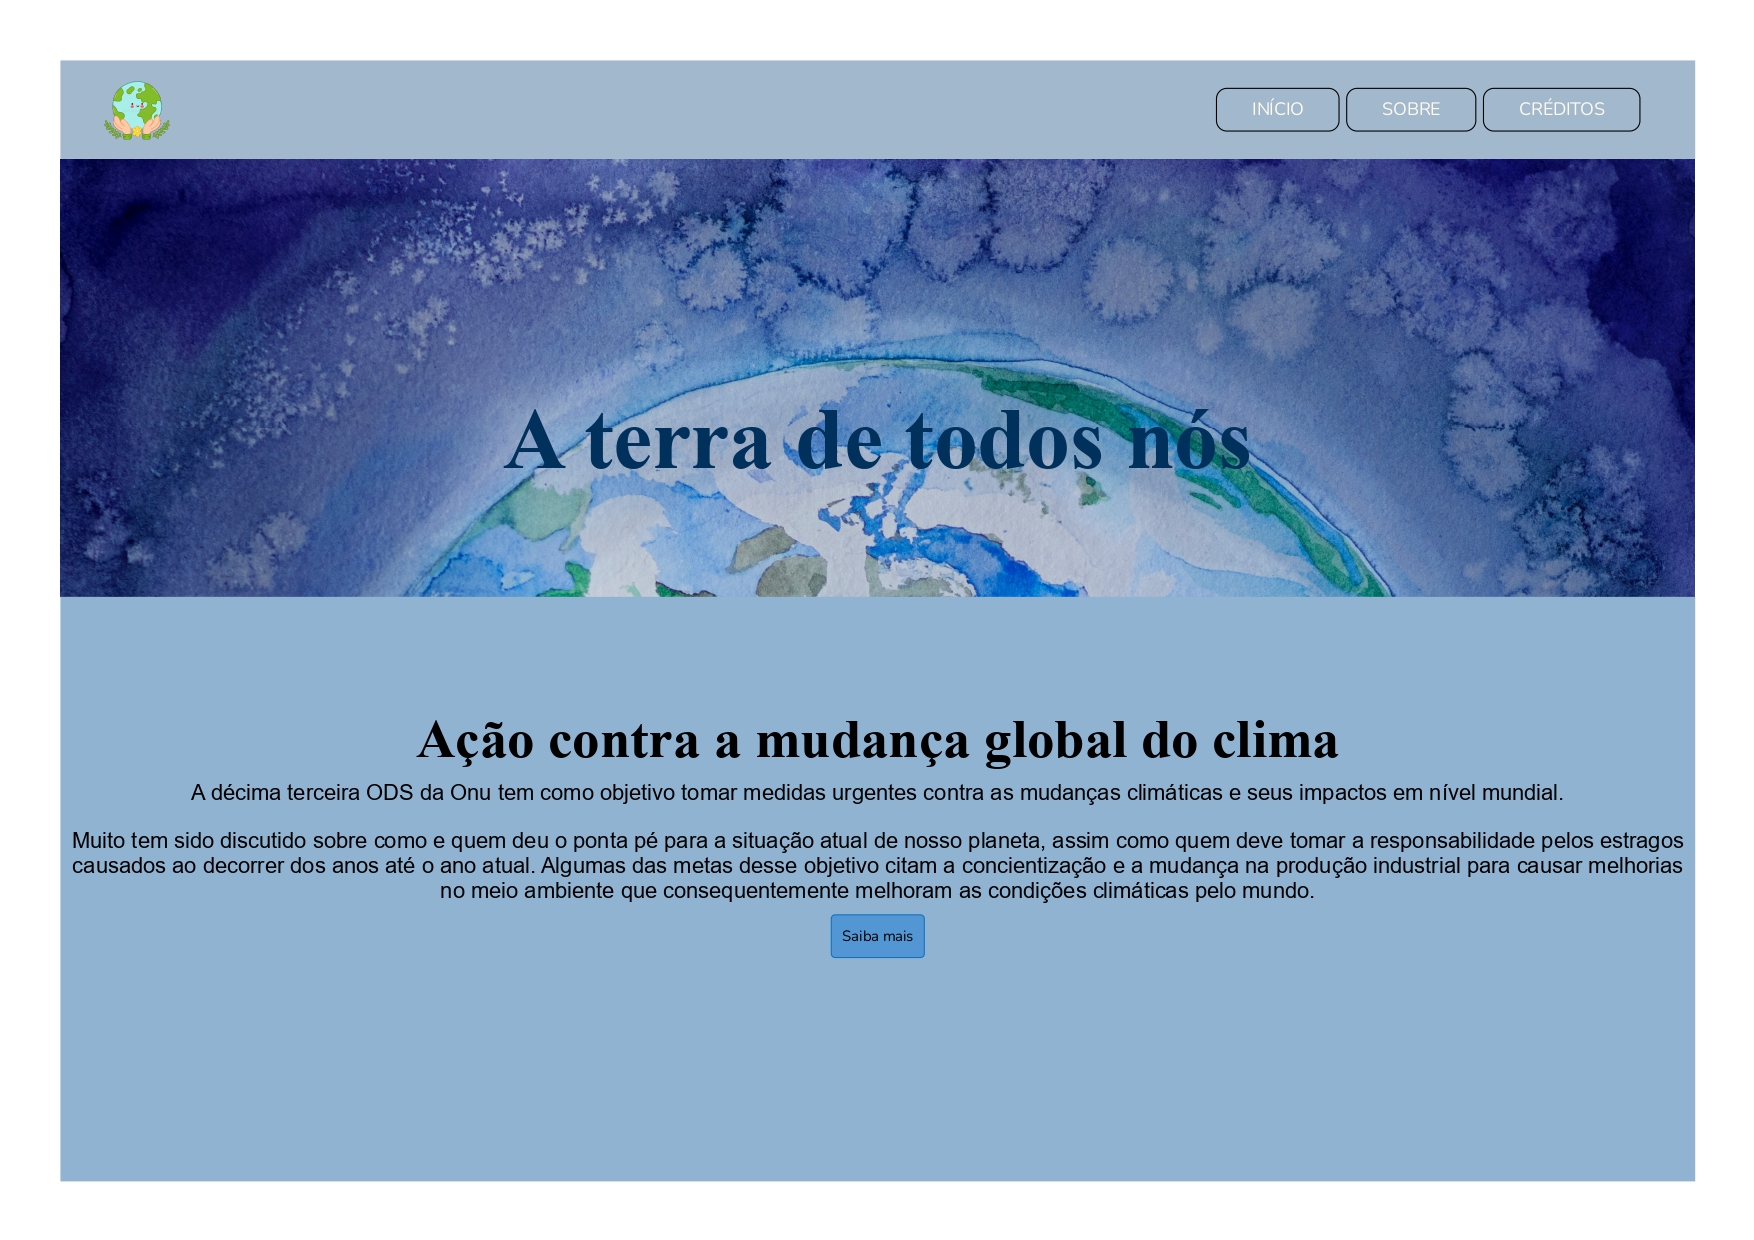 INÍCIO
SOBRE
CRÉDITOS
A terra de todos nós
Ação contra a mudança global do clima
A décima terceira ODS da Onu tem como objetivo tomar medidas urgentes contra as mudanças climáticas e seus impactos em nível mundial.
Muito tem sido discutido sobre como e quem deu o ponta pé para a situação atual de nosso planeta, assim como quem deve tomar a responsabilidade pelos estragos
causados ao decorrer dos anos até o ano atual. Algumas das metas desse objetivo citam a concientização e a mudança na produção industrial para causar melhorias
no meio ambiente que consequentemente melhoram as condições climáticas pelo mundo.
Saiba mais